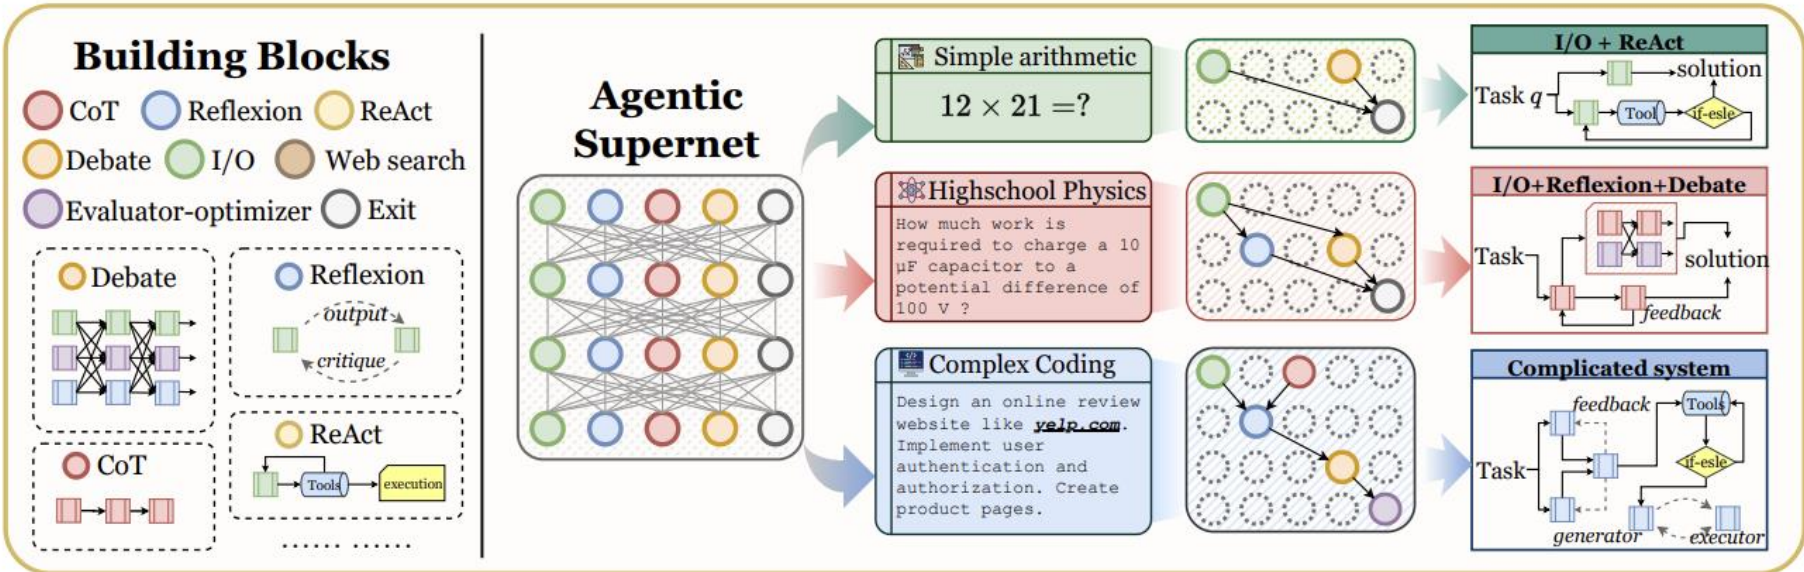 Building Blocks
CoT
Reflexion
ReAct
Debate
I/O
Web search
Evaluator-optimizer
Exit
Debate
Reflexion
output
critique
CoT
ReAct
Tools
execution
...... ......
Agentic
Supernet
Simple arithmetic
12 × 21 =?
I/O + ReAct
Task q
solution
Tool
if-esle
Highschool Physics
How much work is
required to charge a 10
μF capacitor to a
potential difference of
100 V ?
I/O+Reflexion+Debate
Task
solution
feedback
Complex Coding
Design an online review
website like yelp.com.
Implement user
authentication and
authorization. Create
product pages.
Complicated system
feedback
Tools
Task
if-esle
generator
executor